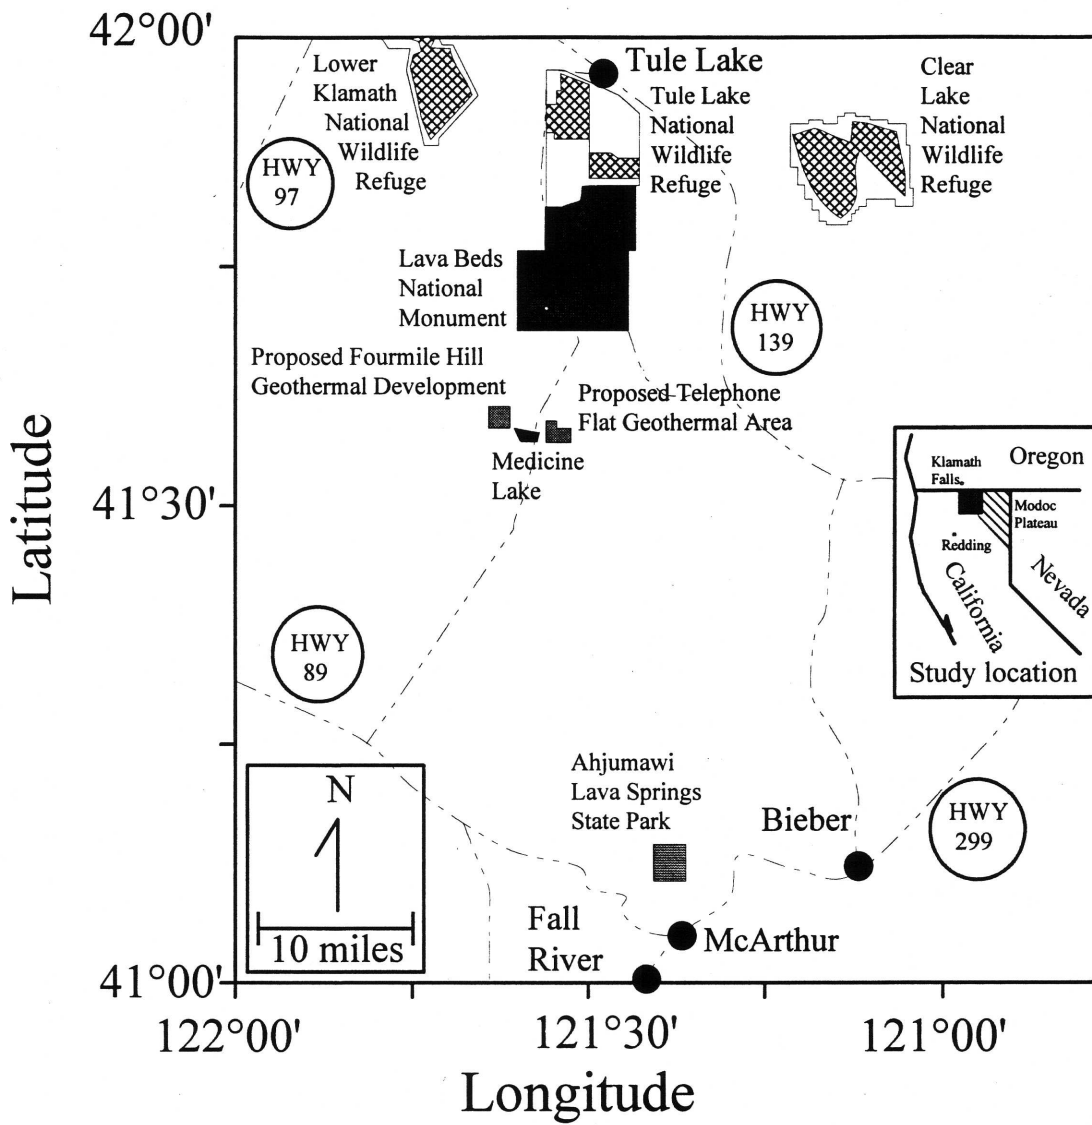 42°00'
Lower
Klamath
National
Wildlife
Refuge
Tule Lake
Tule Lake
National
Wildlife
Refuge
Clear
Lake
National
Wildlife
Refuge
HWY
97
Lava Beds
National
Monument
HWY
139
Proposed Fourmile Hill
Geothermal Development
Proposed Telephone
Flat Geothermal Area
Medicine
Lake
41°30'
Latitude
Klamath
Falls
Oregon
Modoc
Plateau
Redding
California
Nevada
Study location
HWY
89
N
10 miles
Ahjumawi
Lava Springs
State Park
Bieber
HWY
299
Fall
River
McArthur
41°00'
122°00'
121°30'
121°00'
Longitude